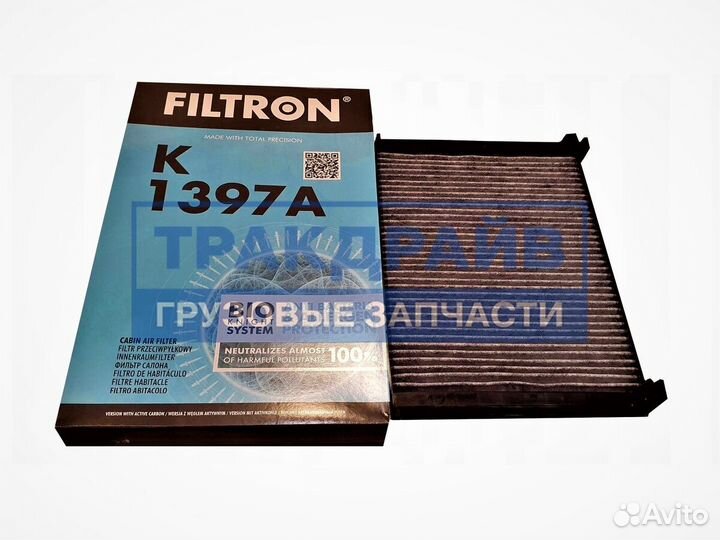 FILTRON®
MADE WITH TOTAL PRECISION
K
1397A
ТРАКДРАЙВ
ГРУЗОВЫЕ ЗАПЧАСТИ
BIO
KNIGHT
SYSTEM
PROTECTION
NEUTRALIZES ALMOST
OF HARMFUL POLLUTANTS 100%
CABIN AIR FILTER
FILTR PRZECIWPYŁKOWY
INNENRAUMFILTER
ФИЛЬТР САЛОНА
FILTRO DE HABITÁCULO
FILTRE HABITACLE
FILTRO ABITACOLO
VERSION WITH ACTIVE CARBON / WERSJA Z WĘGLEM AKTYWNYM / VERSION MIT AKTIVKOHLE
Avito